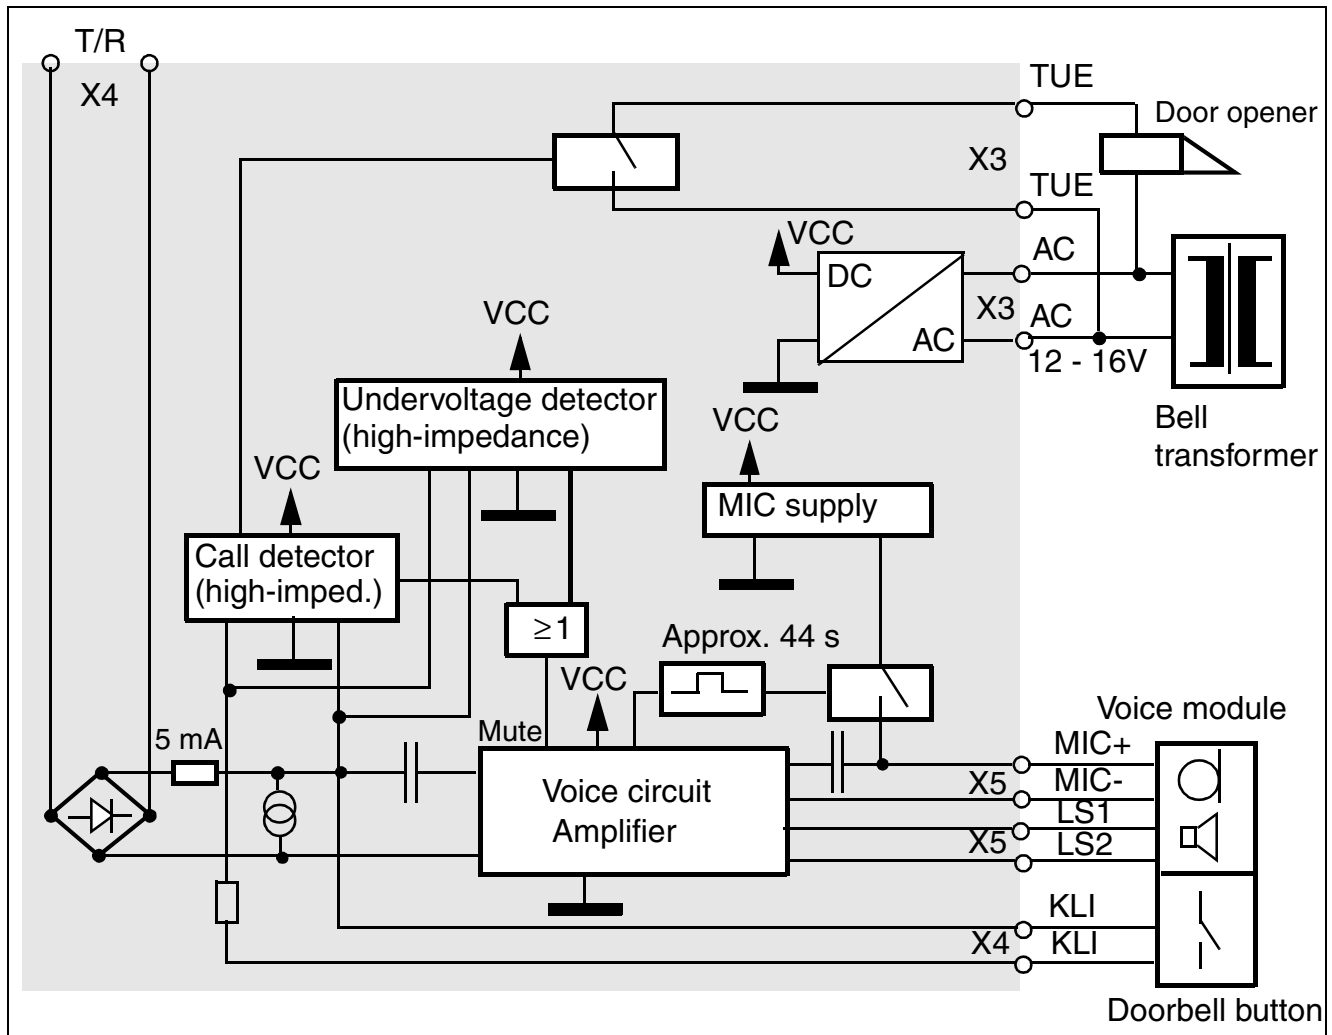 T/R
X4
TUE
Door opener
X3
TUE
VCC
AC
DC
X3
AC
AC
12 - 16V
VCC
Undervoltage detector
(high-impedance)
VCC
Bell
transformer
VCC
MIC supply
Call detector
(high-imped.)
≥1
Approx. 44 s
VCC
Voice module
Mute
5 mA
MIC+
X5
MIC-
Voice circuit
Amplifier
LS1
X5
LS2
KLI
X4
KLI
Doorbell button